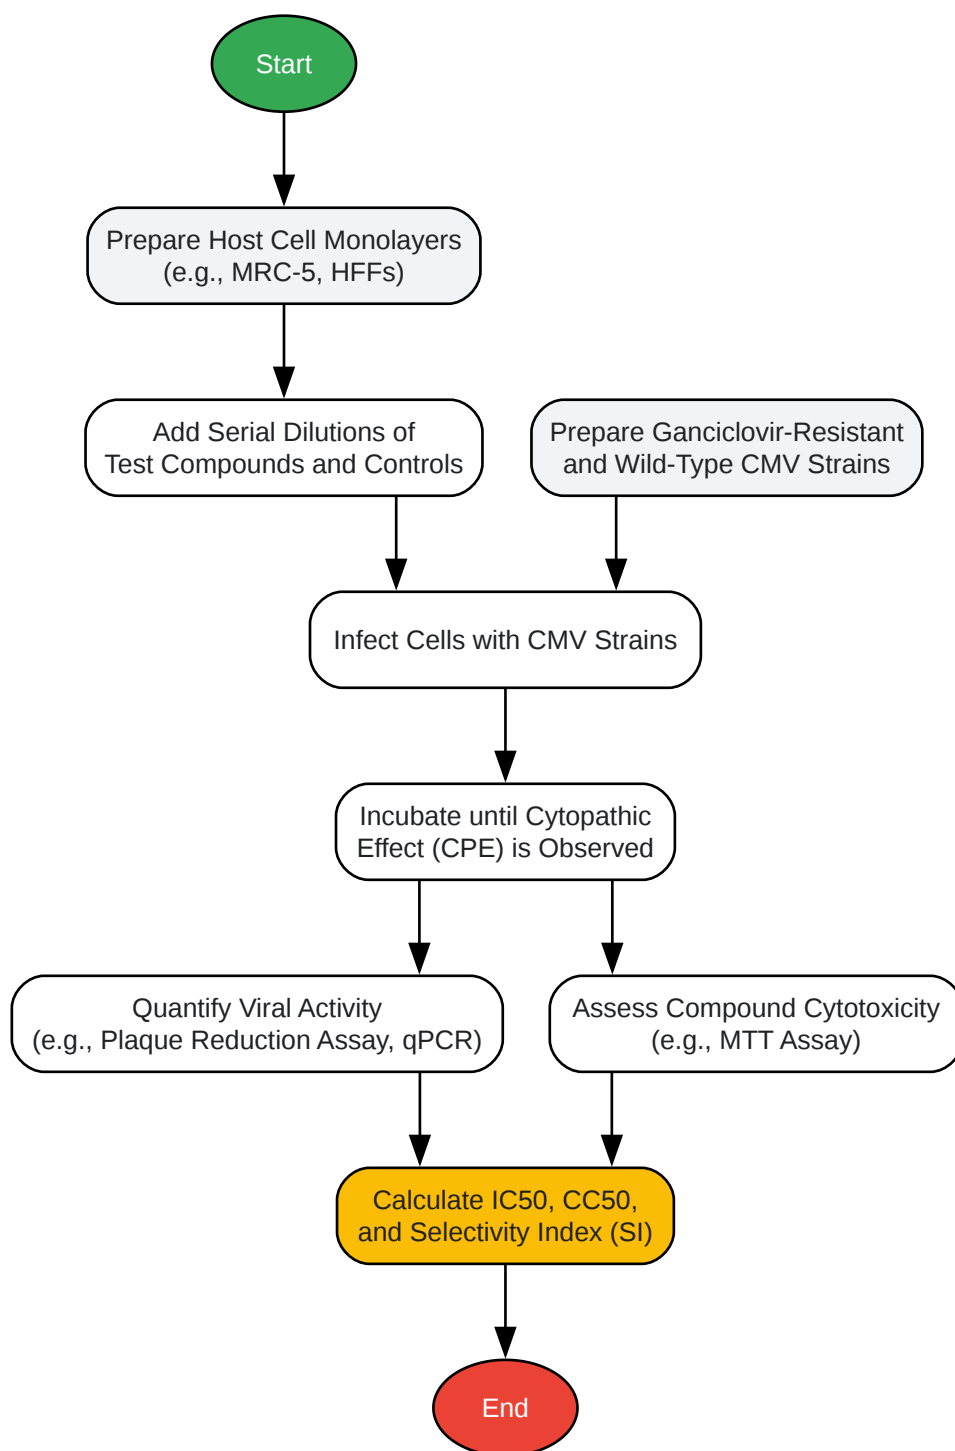 Start
Prepare Host Cell Monolayers
(e.g., MRC-5, HFFs)
Add Serial Dilutions of
Test Compounds and Controls
Prepare Ganciclovir-Resistant
and Wild-Type CMV Strains
Infect Cells with CMV Strains
Incubate until Cytopathic
Effect (CPE) is Observed
Quantify Viral Activity
(e.g., Plaque Reduction Assay, qPCR)
Assess Compound Cytotoxicity
(e.g., MTT Assay)
Calculate IC50, CC50,
and Selectivity Index (SI)
End